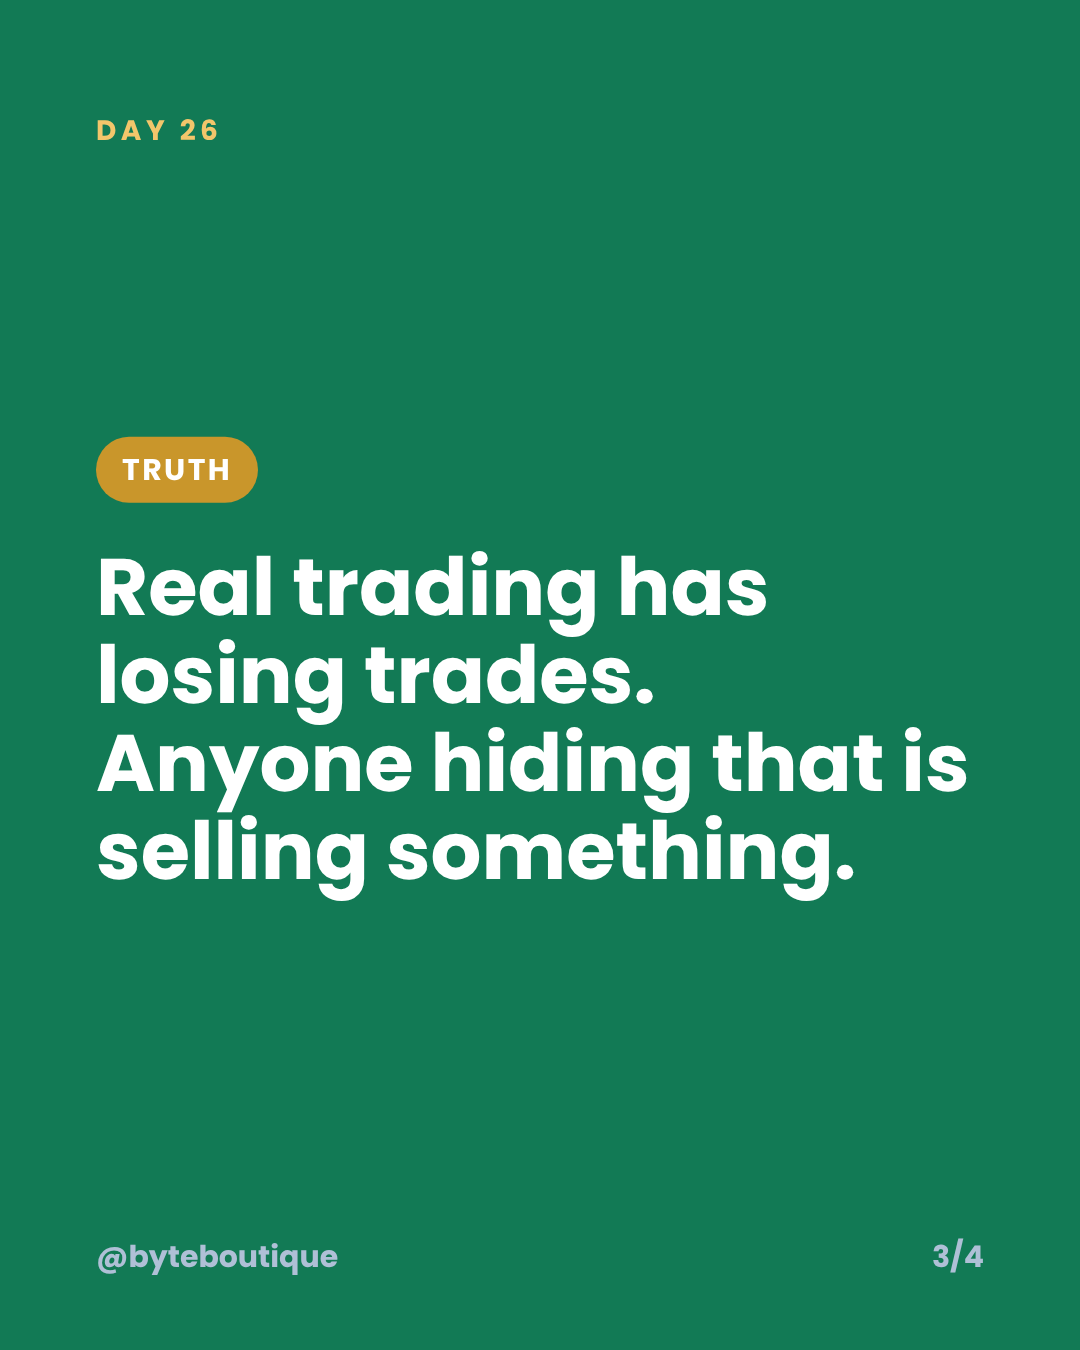 DAY 26
TRUTH
Real trading has
losing trades.
Anyone hiding that is
selling something.
@byteboutique
3/4